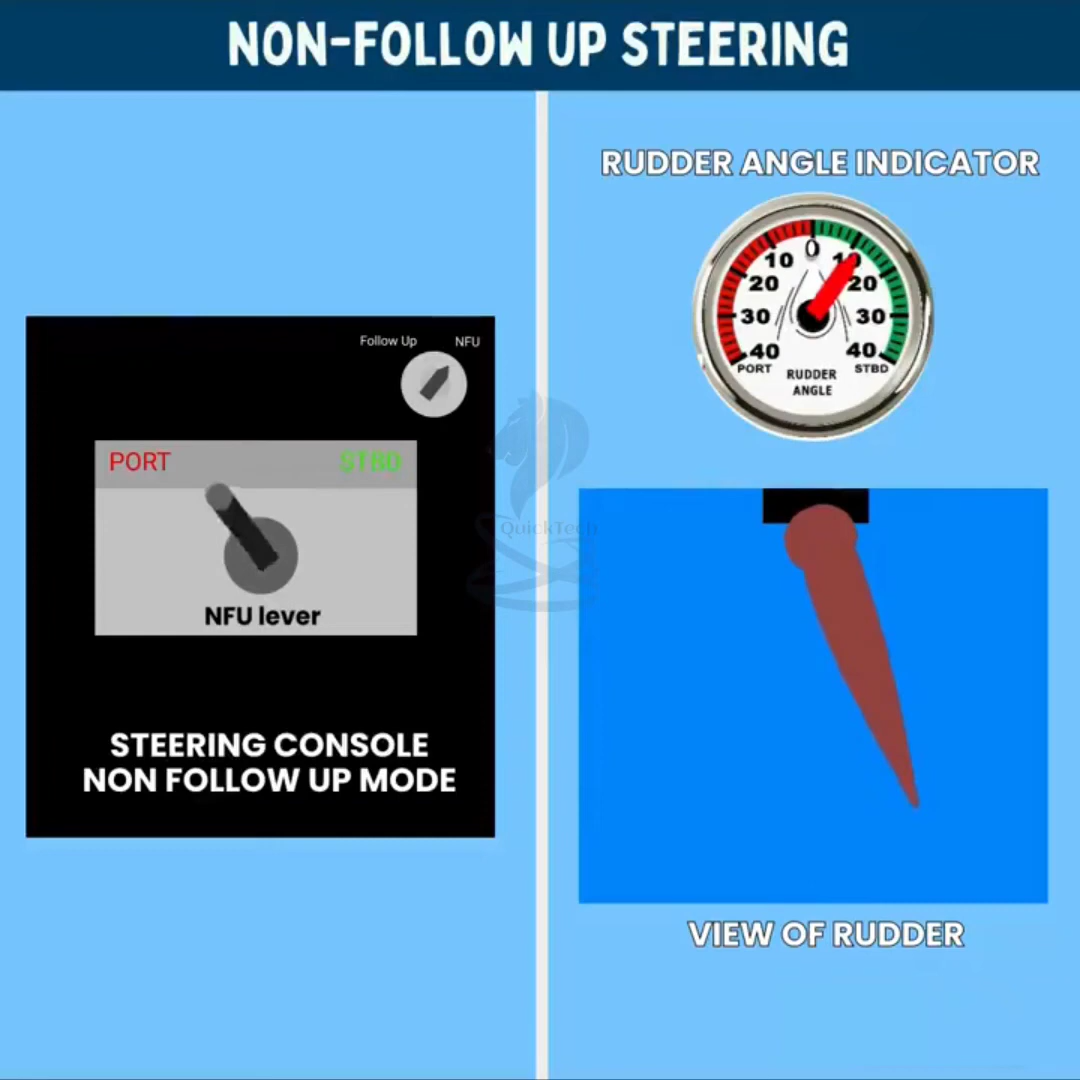 NON-FOLLOW UP STEERING
Follow Up NFU
PORT STBD
NFU lever
STEERING CONSOLE
NON FOLLOW UP MODE
RUDDER ANGLE INDICATOR
0
10 10
20 20
30 30
40 40
PORT STBD
RUDDER
ANGLE
QuickTech
VIEW OF RUDDER